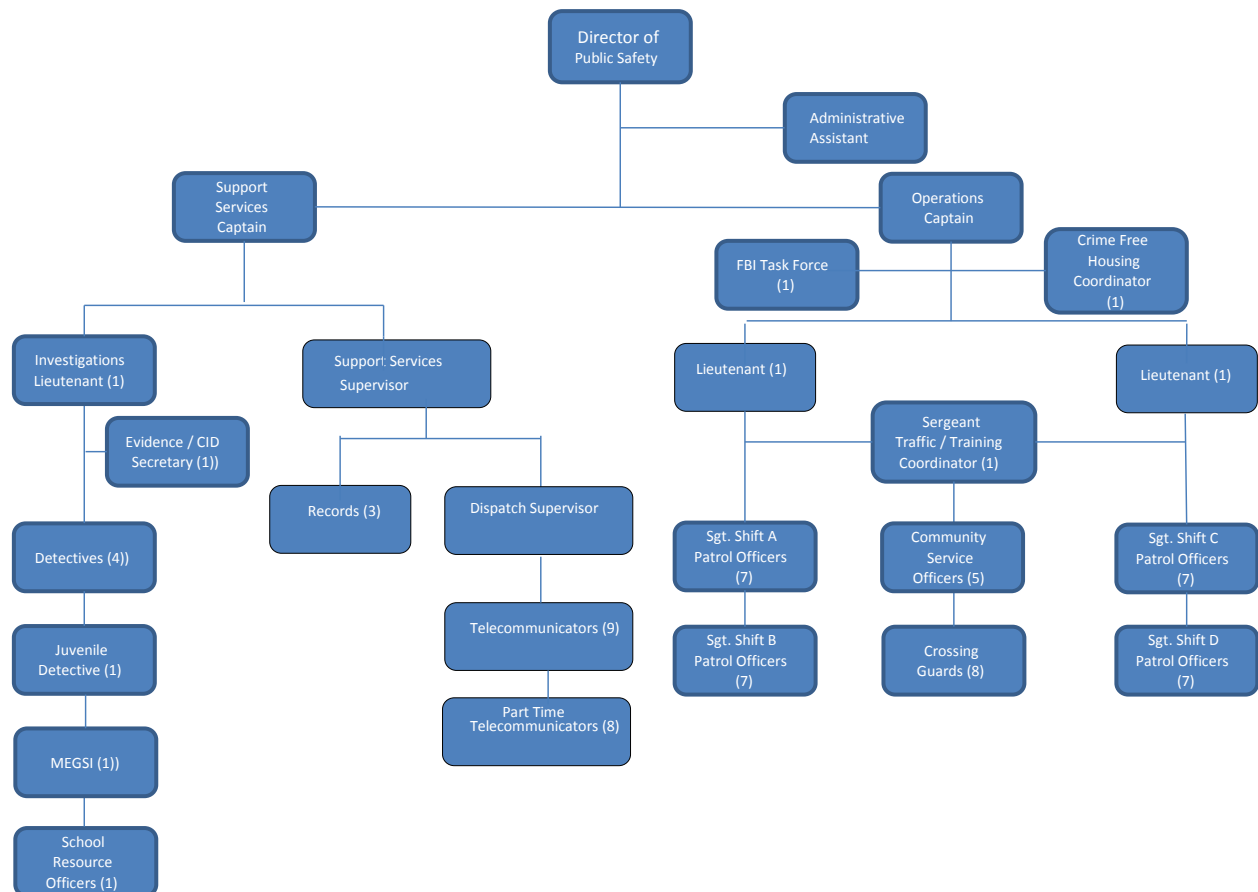 Director of
Public Safety
Administrative
Assistant
Support
Services
Captain
Operations
Captain
FBI Task Force
(1)
Crime Free
Housing
Coordinator
(1)
Investigations
Lieutenant (1)
Support Services
Supervisor
Lieutenant (1)
Lieutenant (1)
Evidence / CID
Secretary (1))
Sergeant
Traffic / Training
Coordinator (1)
Records (3)
Dispatch Supervisor
Detectives (4))
Sgt. Shift A
Patrol Officers
(7)
Community
Service
Officers (5)
Sgt. Shift C
Patrol Officers
(7)
Juvenile
Detective (1)
Telecommunicators (9)
Sgt. Shift B
Patrol Officers
(7)
Crossing
Guards (8)
Sgt. Shift D
Patrol Officers
(7)
Part Time
Telecommunicators (8)
MEGSI (1))
School
Resource
Officers (1)